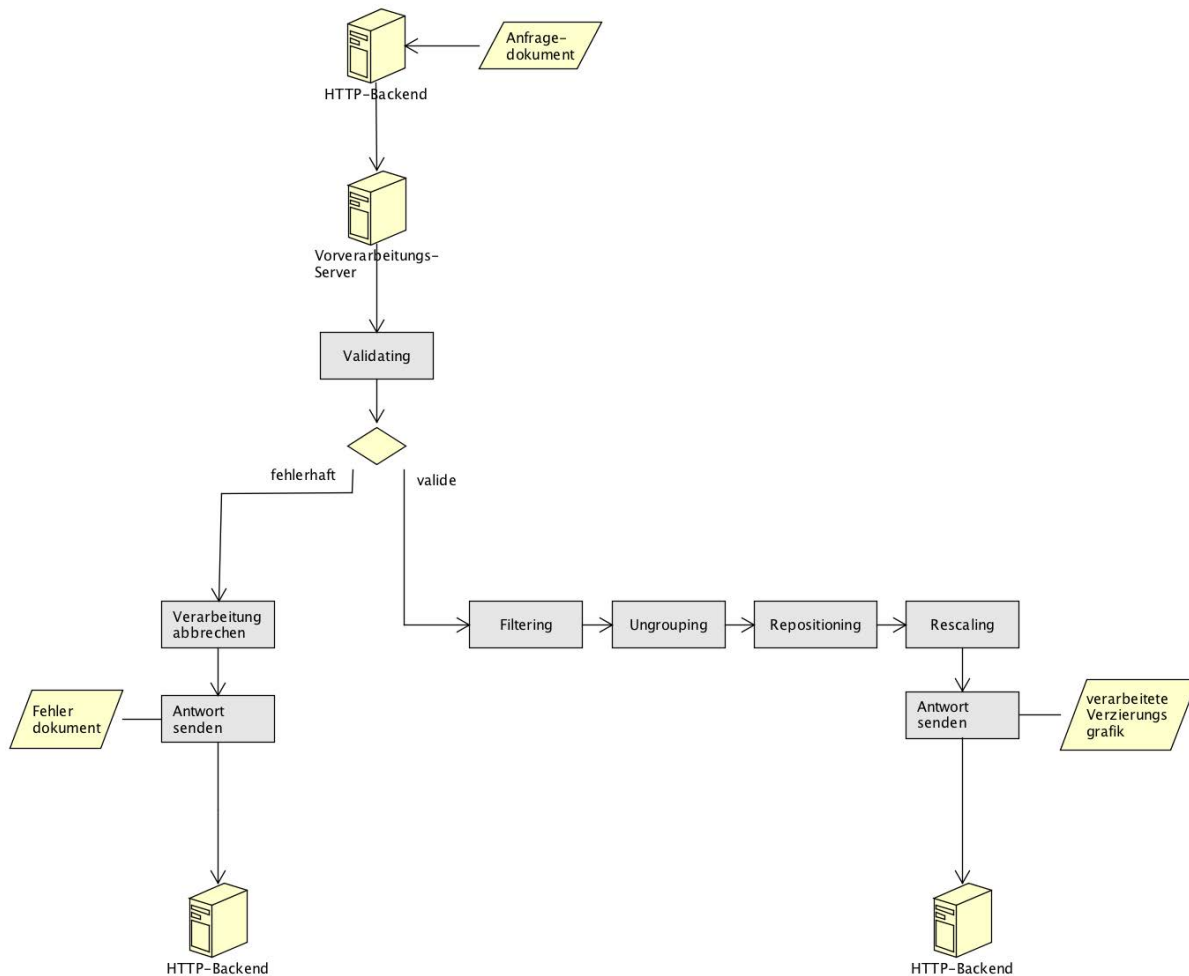 Anfrage-
dokument
HTTP-Backend
Vorverarbeitungs-
Server
Validating
fehlerhaft
valide
Verarbeitung
abbrechen
Filtering
Ungrouping
Repositioning
Rescaling
Fehler
dokument
Antwort
senden
Antwort
senden
verarbeitete
Verzierungs
grafik
HTTP-Backend
HTTP-Backend